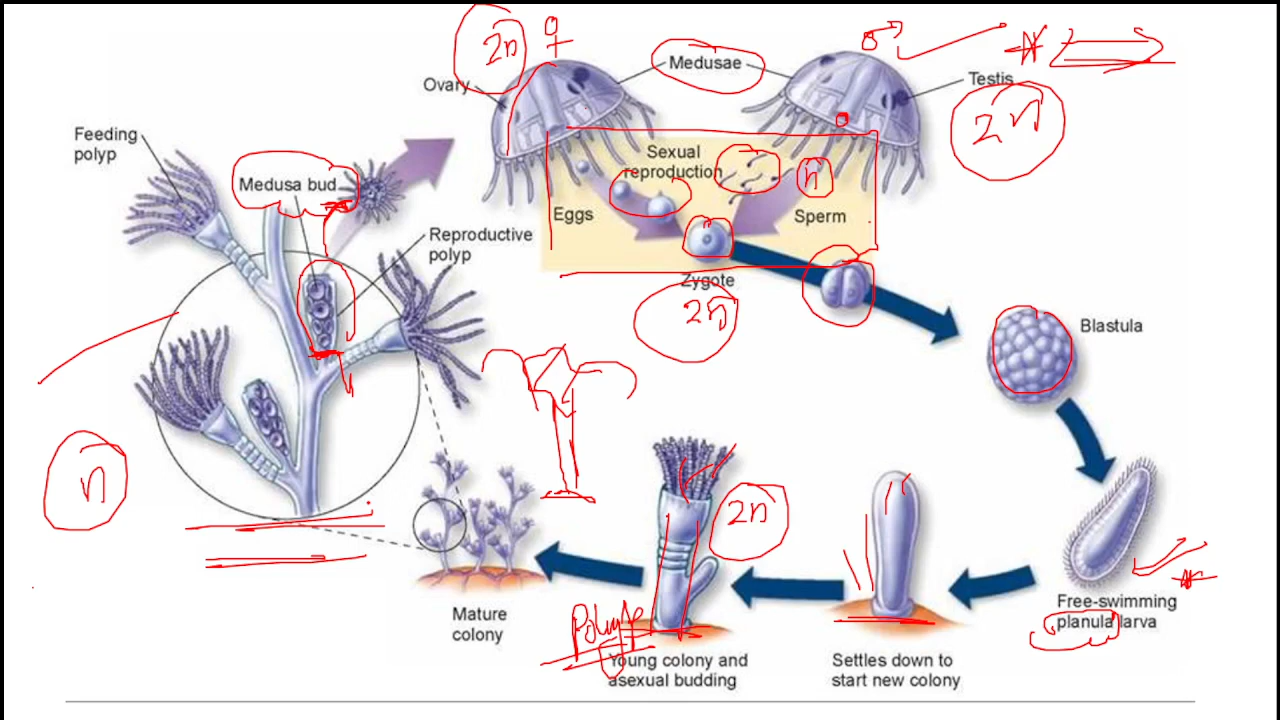 2n
♀
♂
Medusae
Ovary
Testis
2n
Feeding
polyp
Medusa bud
Sexual
reproduction
n
Eggs
Sperm
Reproductive
polyp
Zygote
2n
Blastula
n
2n
Free-swimming
planula larva
Mature
colony
Polyp
Young colony and
asexual budding
Settles down to
start new colony